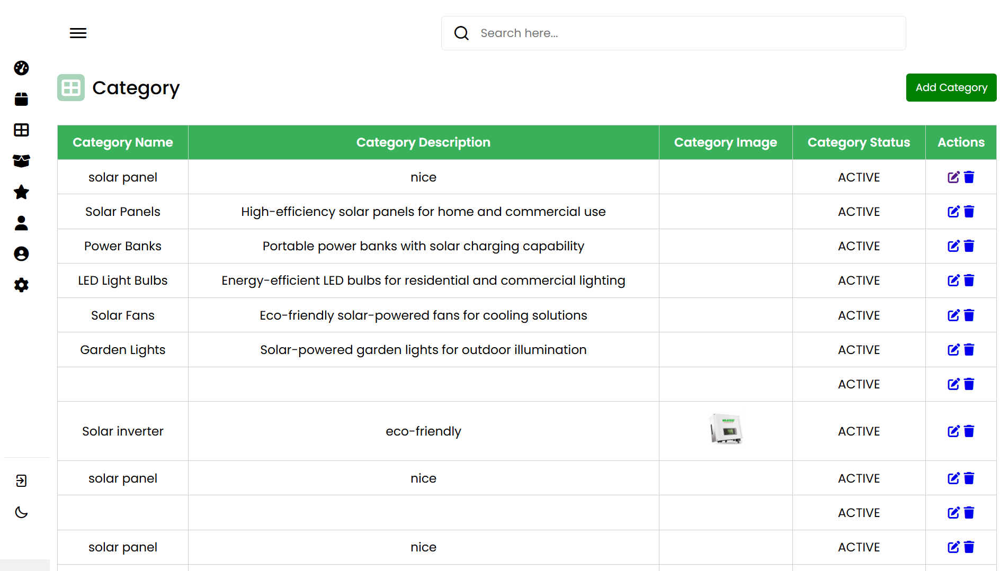 Search here...
Category
Add Category
Category Name Category Description Category Image Category Status Actions
solar panel nice ACTIVE
Solar Panels High-efficiency solar panels for home and commercial use ACTIVE
Power Banks Portable power banks with solar charging capability ACTIVE
LED Light Bulbs Energy-efficient LED bulbs for residential and commercial lighting ACTIVE
Solar Fans Eco-friendly solar-powered fans for cooling solutions ACTIVE
Garden Lights Solar-powered garden lights for outdoor illumination ACTIVE
ACTIVE
Solar inverter eco-friendly ACTIVE
solar panel nice ACTIVE
ACTIVE
solar panel nice ACTIVE